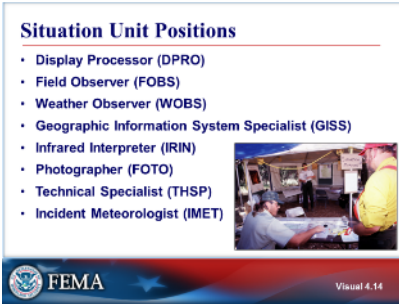 Situation Unit Positions
• Display Processor (DPRO)
• Field Observer (FOBS)
• Weather Observer (WOBS)
• Geographic Information System Specialist (GISS)
• Infrared Interpreter (IRIN)
• Photographer (FOTO)
• Technical Specialist (THSP)
• Incident Meteorologist (IMET)
FEMA
Visual 4.14